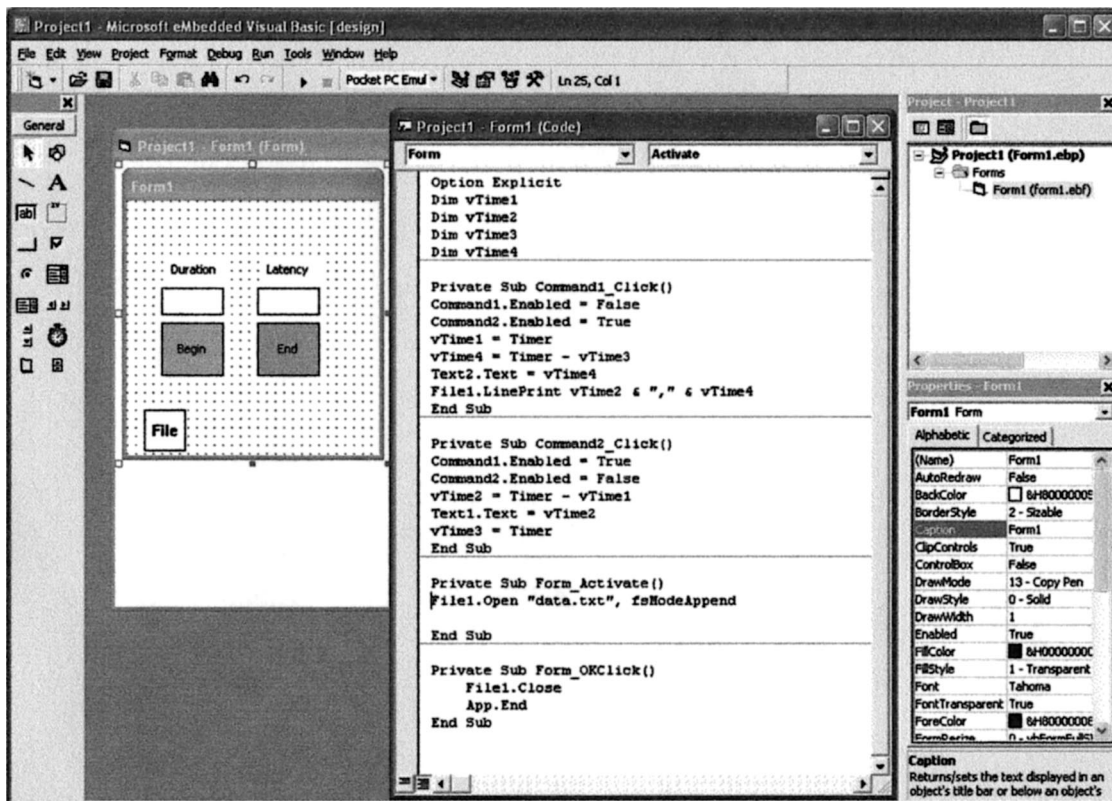 Project1 - Microsoft eMbedded Visual Basic [design]
File Edit View Project Format Debug Run Tools Window Help
Pocket PC Emul
Ln 25, Col 1
General
Project1 - Form1 (Form)
Form1
Duration Latency
Begin End
File
Project1 - Form1 (Code)
Form Activate
Option Explicit
Dim vTime1
Dim vTime2
Dim vTime3
Dim vTime4
Private Sub Command1_Click()
Command1.Enabled = False
Command2.Enabled = True
vTime1 = Timer
vTime4 = Timer - vTime3
Text2.Text = vTime4
File1.LinePrint vTime2 & "," & vTime4
End Sub
Private Sub Command2_Click()
Command1.Enabled = True
Command2.Enabled = False
vTime2 = Timer - vTime1
Text1.Text = vTime2
vTime3 = Timer
End Sub
Private Sub Form_Activate()
File1.Open "data.txt", fsModeAppend
End Sub
Private Sub Form_OKClick()
File1.Close
App.End
End Sub
Project - Project1
Project1 (Form1.ebp)
Forms
Form1 (form1.ebf)
Properties - Form1
Form1 Form
Alphabetic Categorized
(Name) Form1
AutoRedraw False
BackColor &H80000005
BorderStyle 2 - Sizable
Caption Form1
ClipControls True
ControlBox False
DrawMode 13 - Copy Pen
DrawStyle 0 - Solid
DrawWidth 1
Enabled True
FillColor &H0000000C
FillStyle 1 - Transparent
Font Tahoma
FontTransparent True
ForeColor &H80000008
Caption
Returns/sets the text displayed in an
object's title bar or below an object's